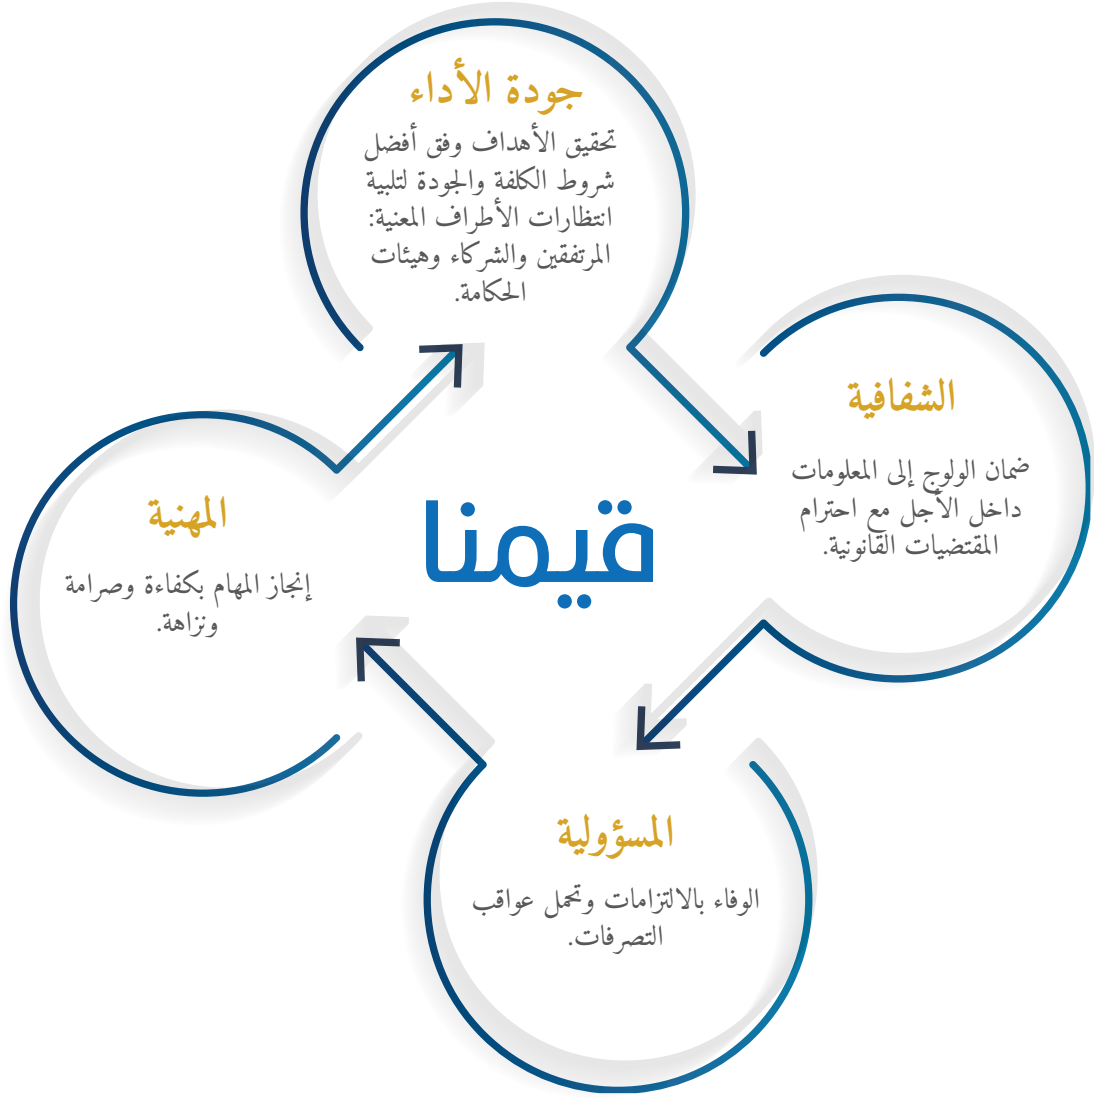 جودة الأداء
تحقيق الأهداف وفق أفضل
شروط الكلفة والجودة لتلبية
انتظارات الأطراف المعنية:
المرتفقين والشركاء وهيئات
الحكامة.
الشفافية
ضمان الولوج إلى المعلومات
داخل الأجل مع احترام
المقتضيات القانونية.
المهنية
إنجاز المهام بكفاءة وصرامة
ونزاهة.
قيمنا
المسؤولية
الوفاء بالالتزامات وتحمل عواقب
التصرفات.